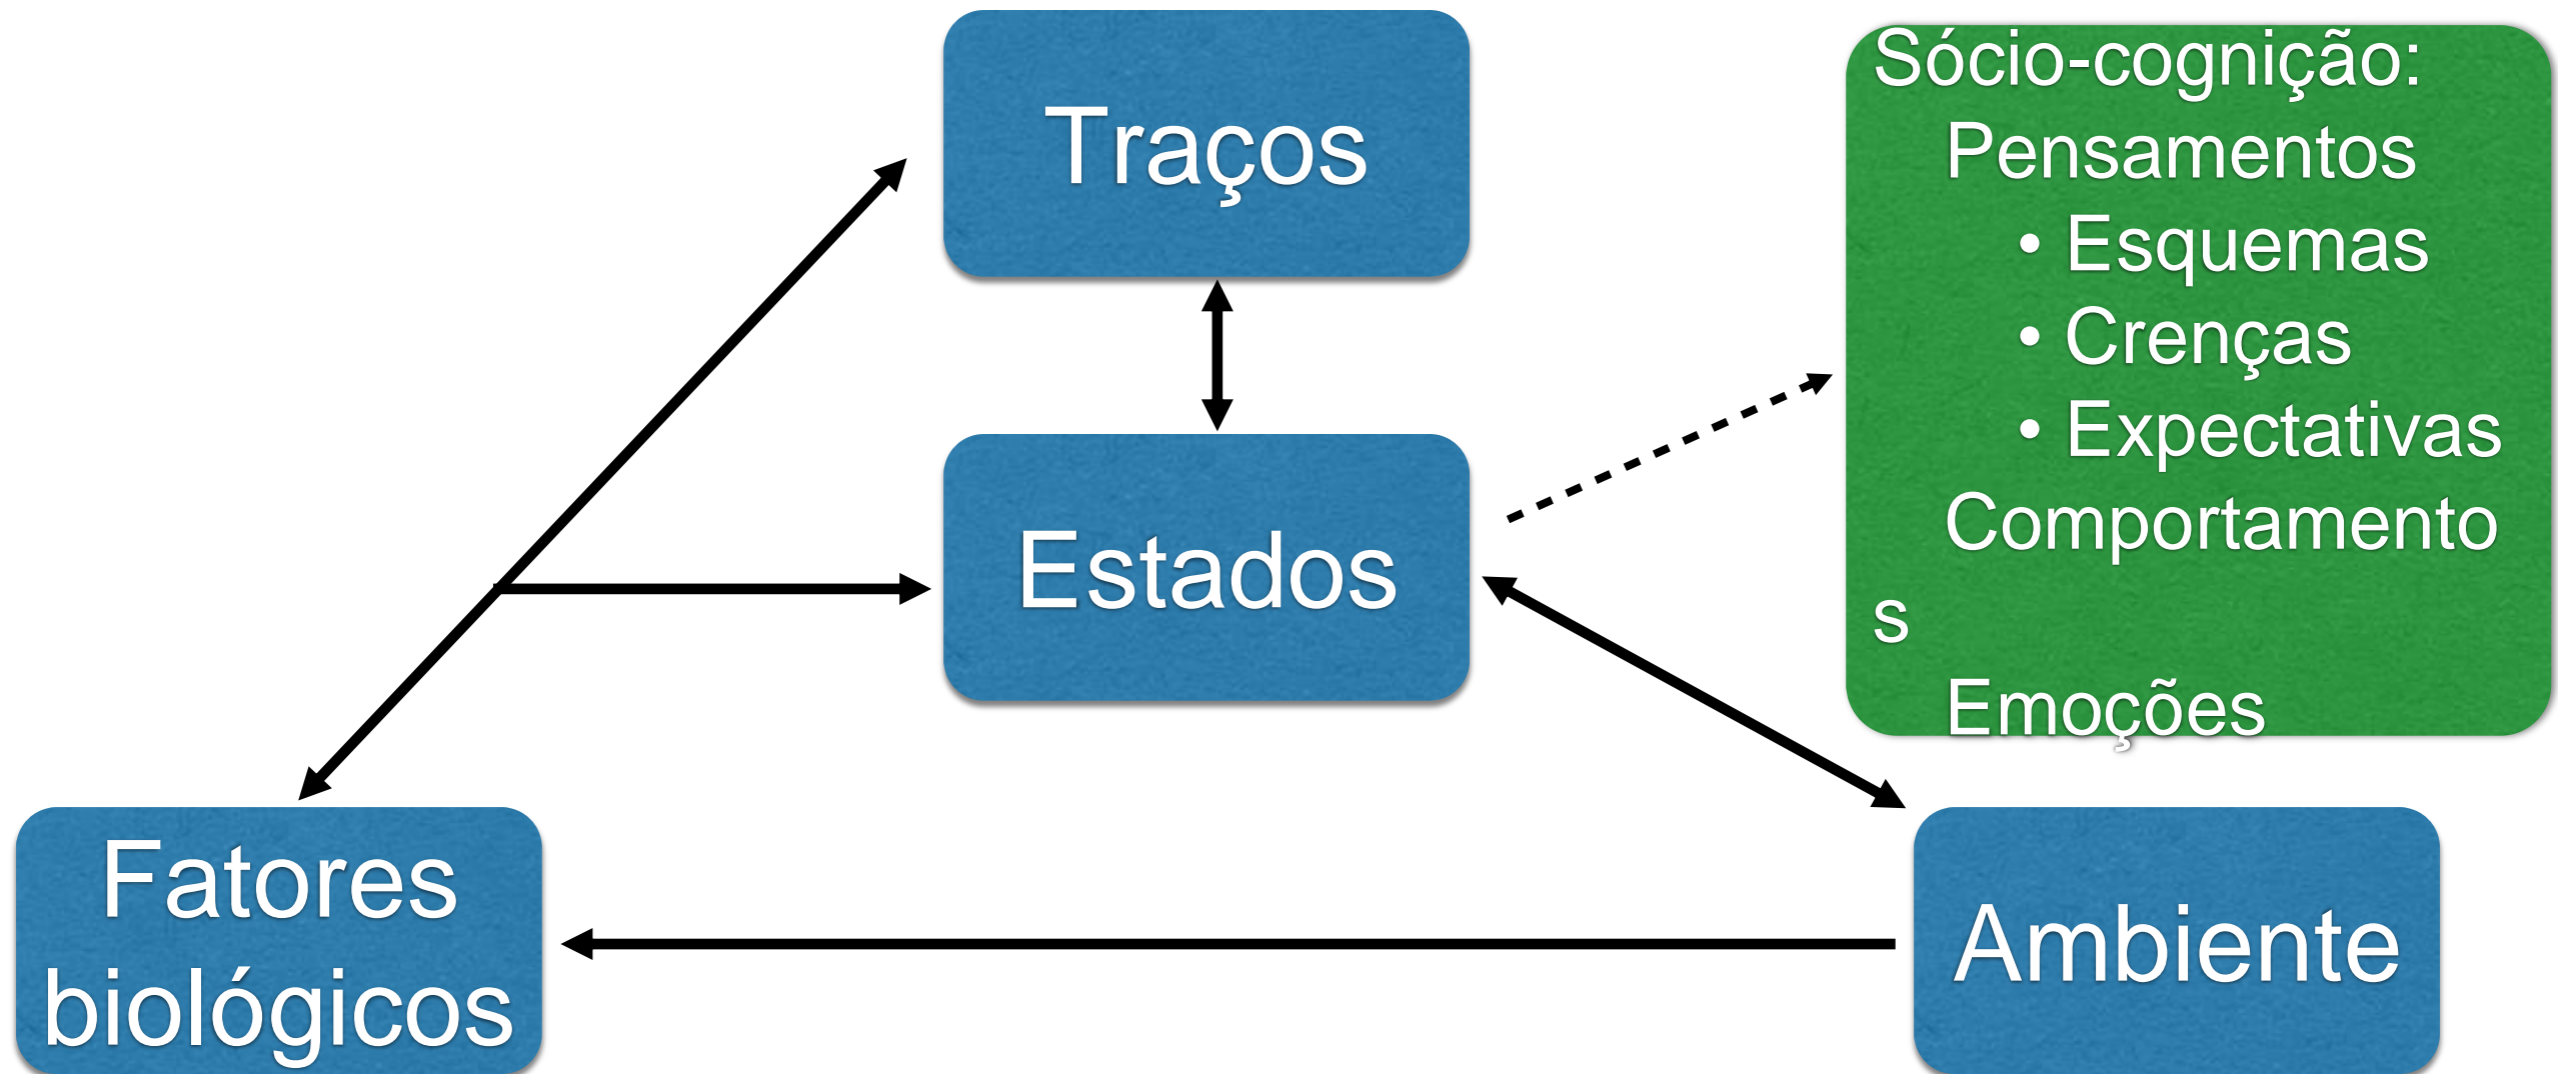 Traços
Estados
Sócio-cognição:
Pensamentos
• Esquemas
• Crenças
• Expectativas
Comportamento
s
Emoções
Fatores
biológicos
Ambiente